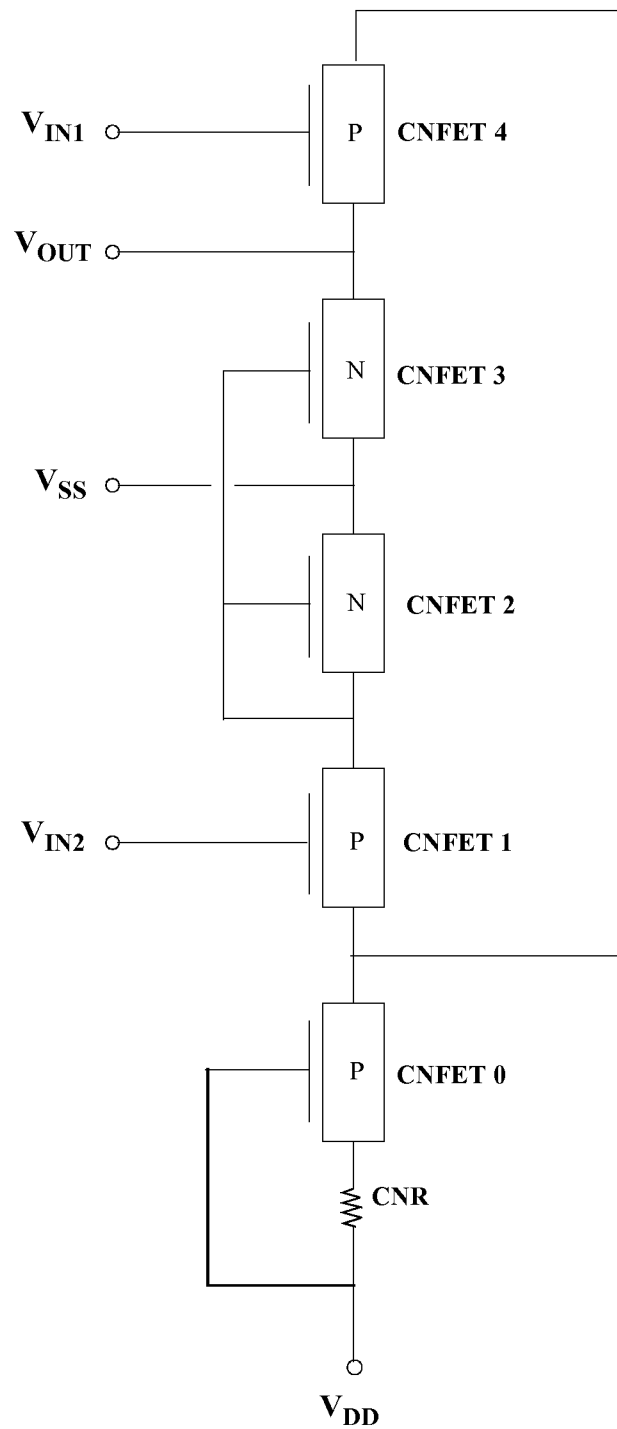 V_IN1
P
CNFET 4
V_OUT
N
CNFET 3
V_SS
N
CNFET 2
V_IN2
P
CNFET 1
P
CNFET 0
CNR
V_DD